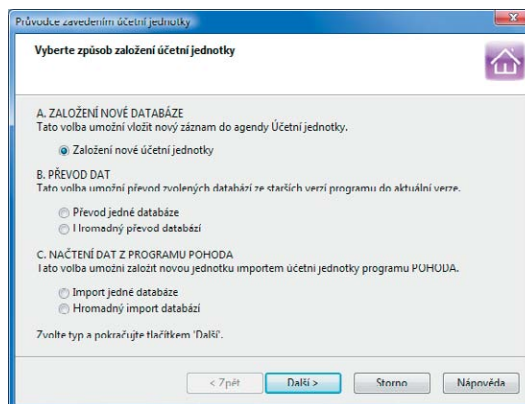 Průvodce zavedením účetní jednotky
Vyberte způsob založení účetní jednotky
A. ZALOŽENÍ NOVÉ DATABÁZE
Tato volba umožní vložit nový záznam do agendy Účetní jednotky.
Založení nové účetní jednotky
B. PŘEVOD DAT
Tato volba umožní převod zvolených databází ze starších verzí programu do aktuální verze.
Převod jedné databáze
Hromadný převod databází
C. NAČTENÍ DAT Z PROGRAMU POHODA
Tato volba umožní založit novou jednotku importem účetní jednotky programu POHODA.
Import jedné databáze
Hromadný import databází
Zvolte typ a pokračujte tlačítkem 'Další'.
< Zpět Další > Storno Nápověda